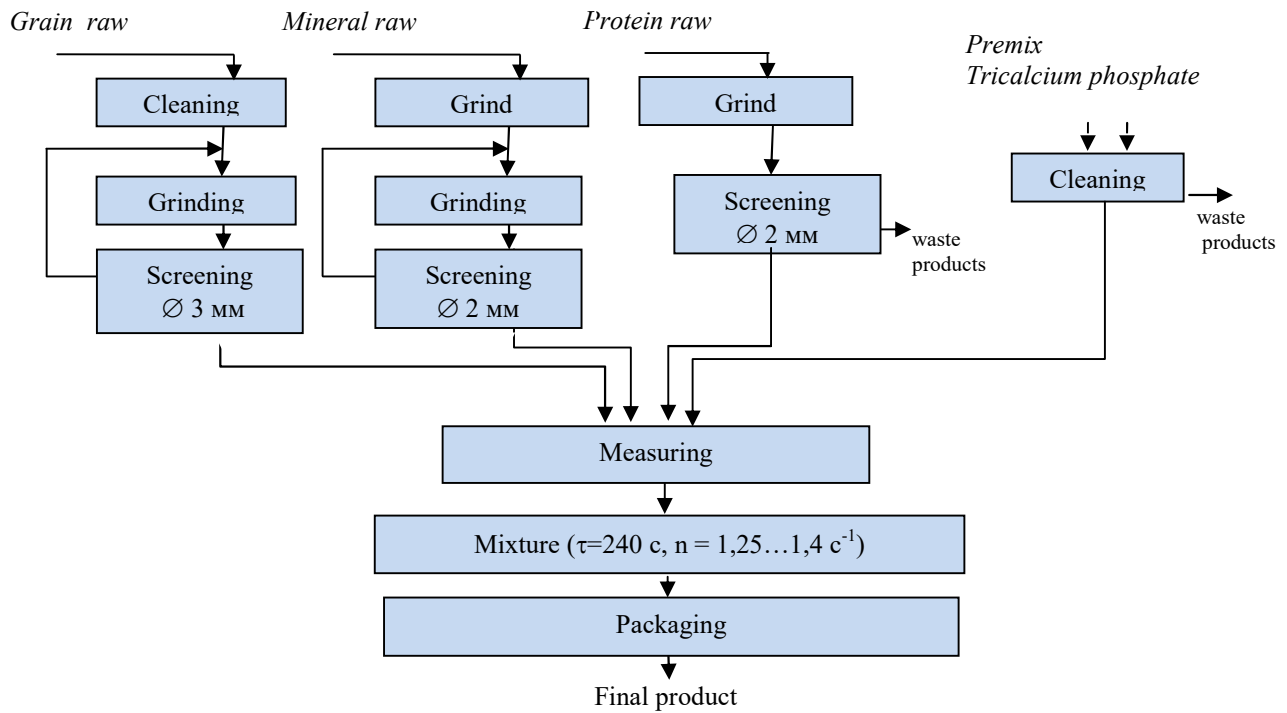 Grain raw
Mineral raw
Protein raw
Premix
Tricalcium phosphate
Cleaning
Grind
Grind
Cleaning
waste
products
Grinding
Grinding
Screening
∅ 2 мм
waste
products
Screening
∅ 3 мм
Screening
∅ 2 мм
Measuring
Mixture (τ=240 c, n = 1,25…1,4 c⁻¹)
Packaging
Final product